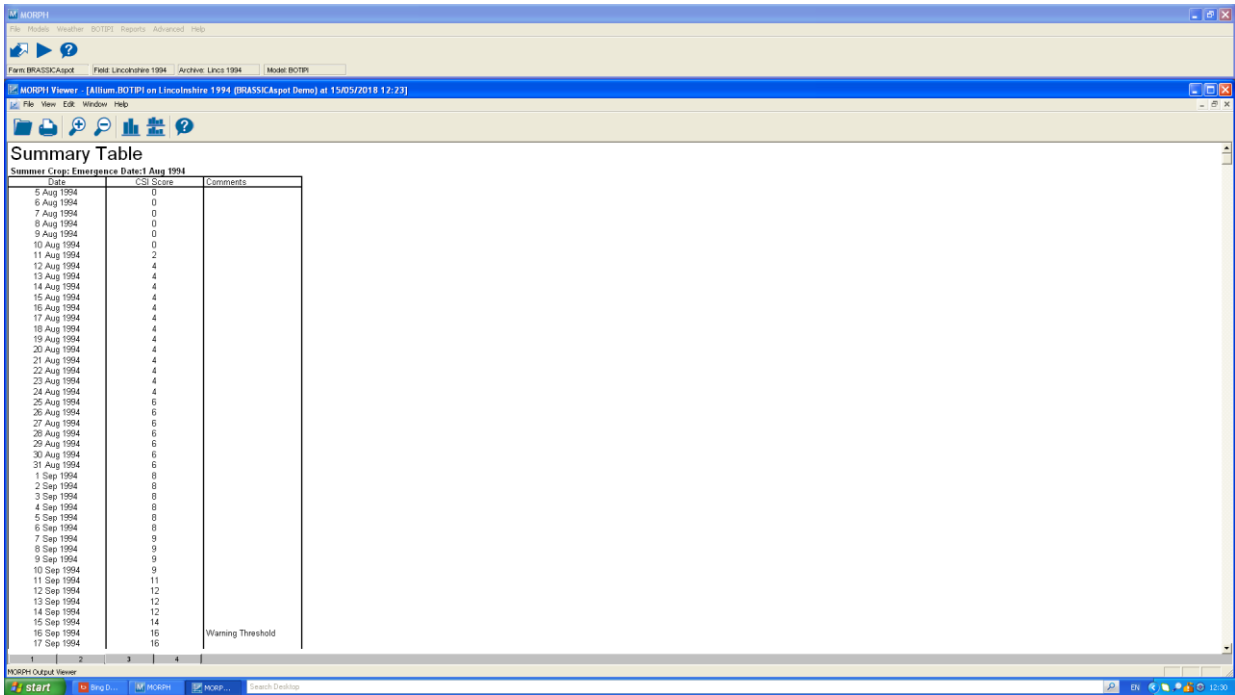 MORPH
File Models Weather BOTIPI Reports Advanced Help
Farm: BRASSICAspot Field: Lincolnshire 1994 Archive: Lincs 1994 Model: BOTIPI
MORPH Viewer - [Allium.BOTIPI on Lincolnshire 1994 (BRASSICAspot Demo) at 15/05/2018 12:23]
File View Edit Window Help
Summary Table
Summer Crop: Emergence Date:1 Aug 1994
Date CSI Score Comments
5 Aug 1994 0
6 Aug 1994 0
7 Aug 1994 0
8 Aug 1994 0
9 Aug 1994 0
10 Aug 1994 0
11 Aug 1994 2
12 Aug 1994 4
13 Aug 1994 4
14 Aug 1994 4
15 Aug 1994 4
16 Aug 1994 4
17 Aug 1994 4
18 Aug 1994 4
19 Aug 1994 4
20 Aug 1994 4
21 Aug 1994 4
22 Aug 1994 4
23 Aug 1994 4
24 Aug 1994 4
25 Aug 1994 6
26 Aug 1994 6
27 Aug 1994 6
28 Aug 1994 6
29 Aug 1994 6
30 Aug 1994 6
31 Aug 1994 6
1 Sep 1994 8
2 Sep 1994 8
3 Sep 1994 8
4 Sep 1994 8
5 Sep 1994 8
6 Sep 1994 8
7 Sep 1994 9
8 Sep 1994 9
9 Sep 1994 9
10 Sep 1994 9
11 Sep 1994 11
12 Sep 1994 12
13 Sep 1994 12
14 Sep 1994 12
15 Sep 1994 14
16 Sep 1994 16 Warning Threshold
17 Sep 1994 16
1 2 3 4
MORPH Output Viewer
start Bing D... MORPH MORP... Search Desktop EN 12:30